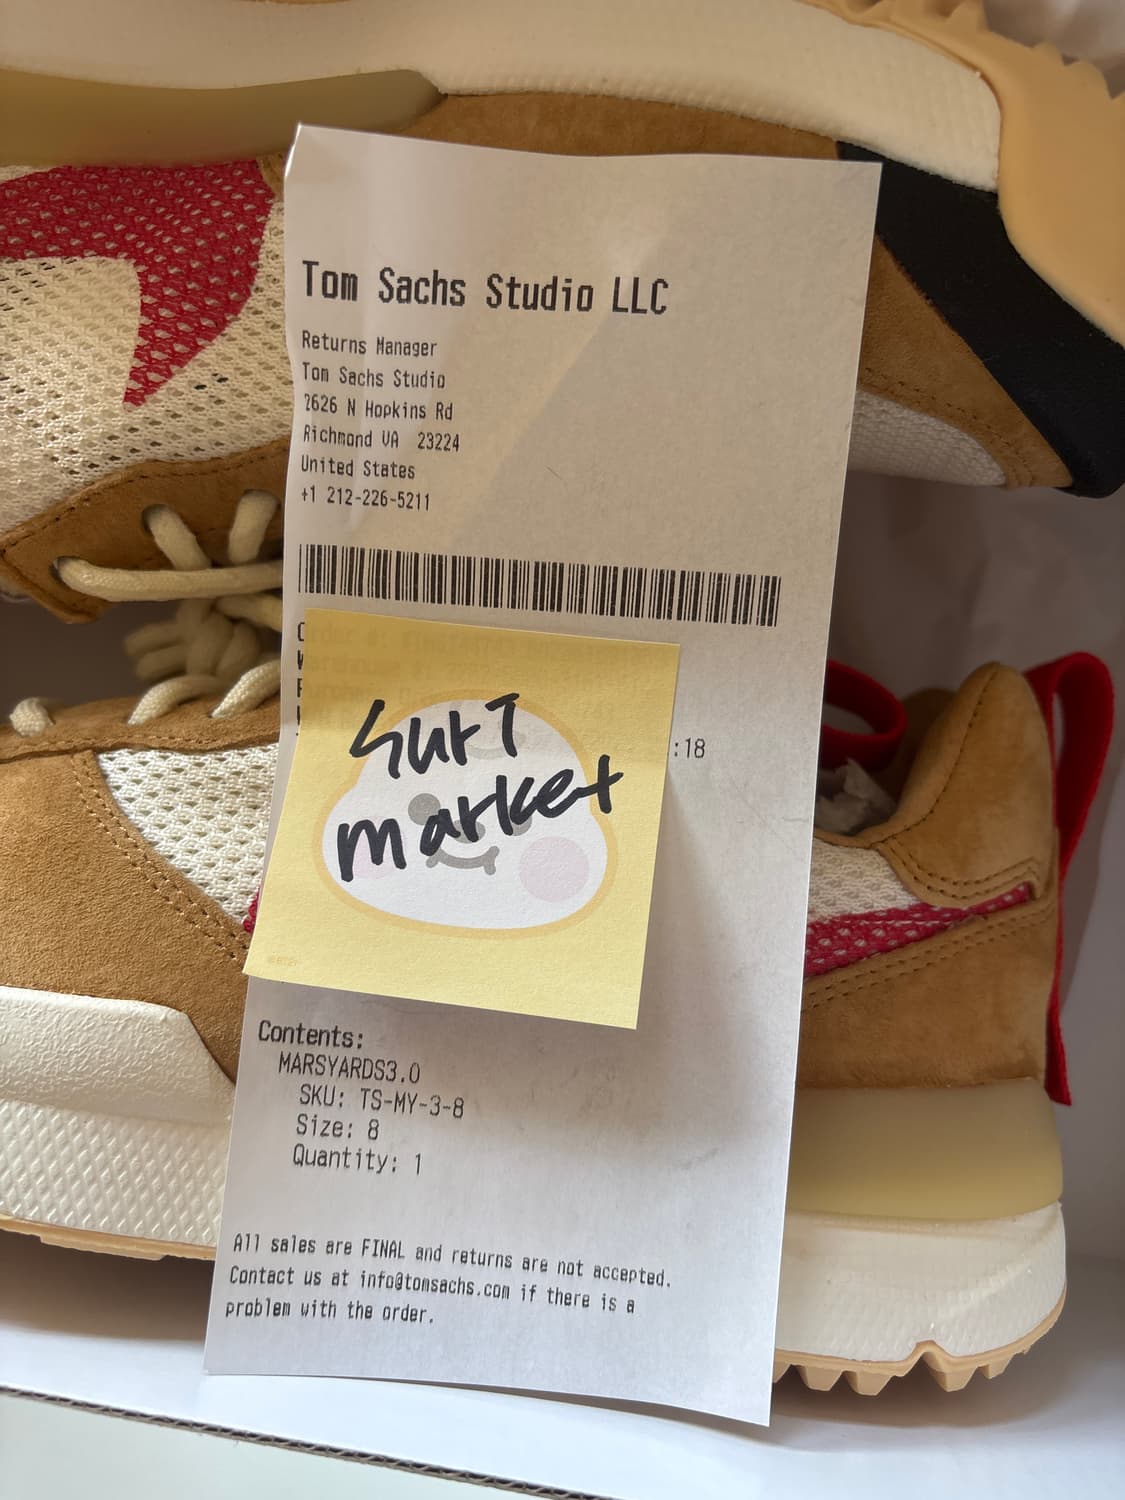 Tom Sachs Studio LLC
Returns Manager
Tom Sachs Studio
2626 N Hopkins Rd
Richmond VA 23224
United States
+1 212-226-5211
:18
market
Contents:
MARSYARDS3.0
SKU: TS-MY-3-8
Size: 8
Quantity: 1
All sales are FINAL and returns are not accepted.
Contact us at info@tomsachs.com if there is a
problem with the order.